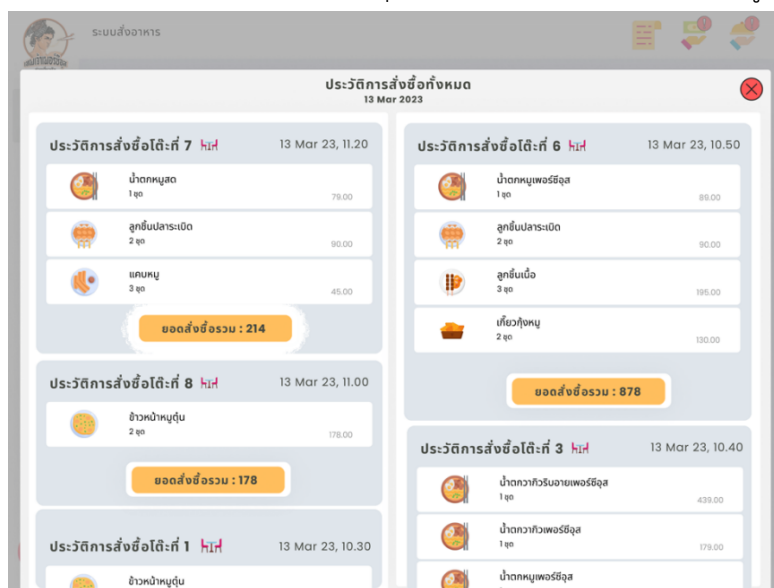 ระบบสั่งอาหาร
ประวัติการสั่งซื้อทั้งหมด
13 Mar 2023
ประวัติการสั่งซื้อโต๊ะที่ 7
13 Mar 23, 11.20
น้ำตกหมูสด
1 ชุด
79.00
ลูกชิ้นปลาระเบิด
2 ชุด
90.00
แคบหมู
3 ชุด
45.00
ยอดสั่งซื้อรวม : 214
ประวัติการสั่งซื้อโต๊ะที่ 8
13 Mar 23, 11.00
ข้าวหน้าหมูตุ๋น
2 ชุด
178.00
ยอดสั่งซื้อรวม : 178
ประวัติการสั่งซื้อโต๊ะที่ 1
13 Mar 23, 10.30
ข้าวหน้าหมูตุ๋น
ประวัติการสั่งซื้อโต๊ะที่ 6
13 Mar 23, 10.50
น้ำตกหมูเพอร์ซีอุส
1 ชุด
89.00
ลูกชิ้นปลาระเบิด
2 ชุด
90.00
ลูกชิ้นเนื้อ
3 ชุด
195.00
เกี๊ยวกุ้งหมู
2 ชุด
130.00
ยอดสั่งซื้อรวม : 878
ประวัติการสั่งซื้อโต๊ะที่ 3
13 Mar 23, 10.40
น้ำตกวากิวริบอายเพอร์ซีอุส
1 ชุด
439.00
น้ำตกวากิวเพอร์ซีอุส
1 ชุด
179.00
น้ำตกหมูเพอร์ซีอุส